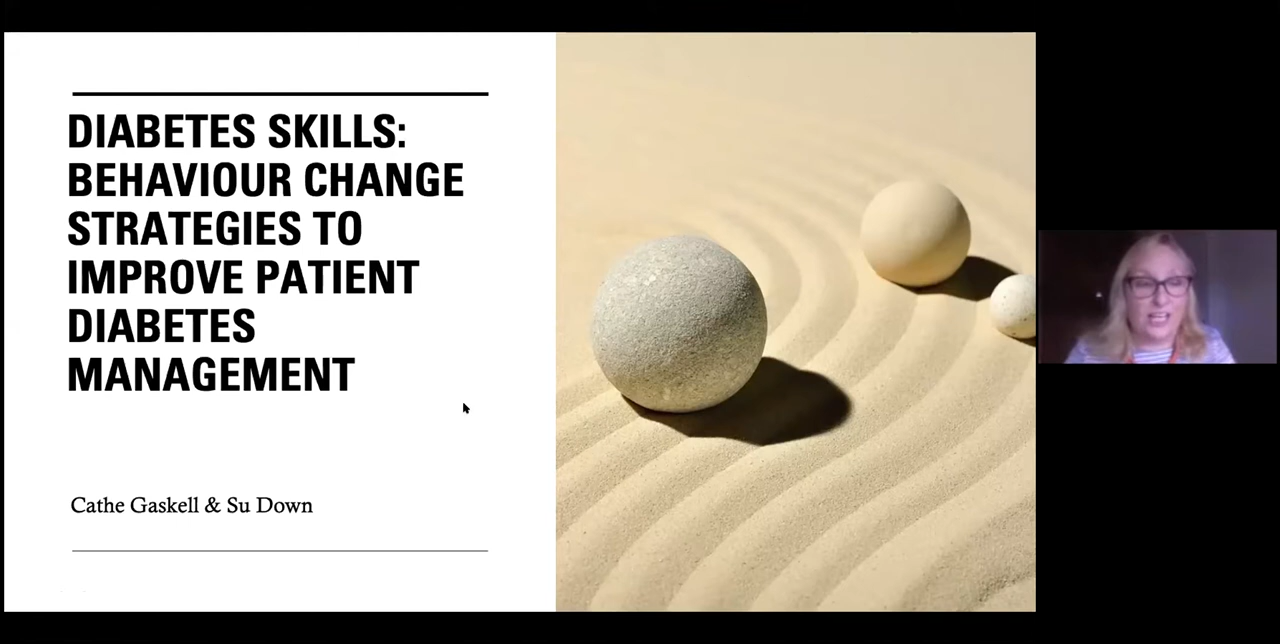 DIABETES SKILLS:
BEHAVIOUR CHANGE
STRATEGIES TO
IMPROVE PATIENT
DIABETES
MANAGEMENT
Cathe Gaskell & Su Down